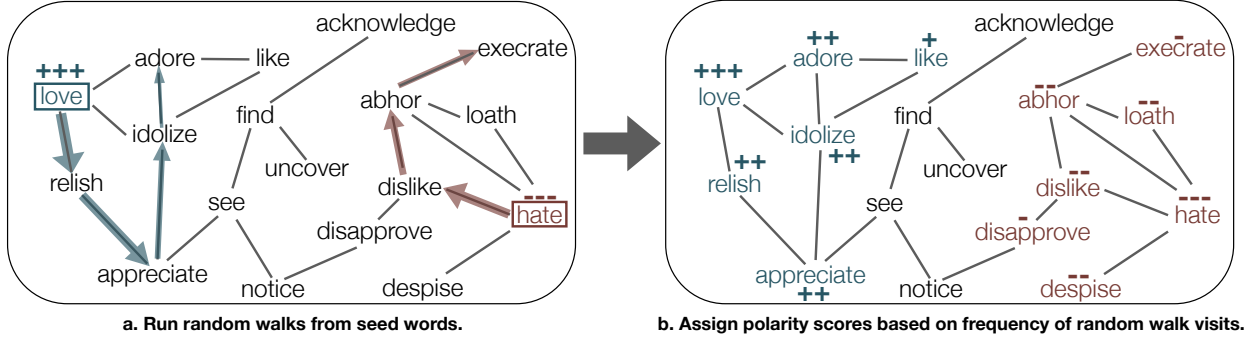 acknowledge
execrate
adore
like
+++
love
abhor
find
loath
idolize
uncover
relish
dislike
---
hate
see
disapprove
appreciate
notice
despise
a. Run random walks from seed words.
acknowledge
++
adore
+
like
-
execrate
+++
love
--
abhor
find
--
loath
idolize
++
uncover
++
relish
--
dislike
see
---
hate
-
disapprove
appreciate
++
notice
--
despise
b. Assign polarity scores based on frequency of random walk visits.